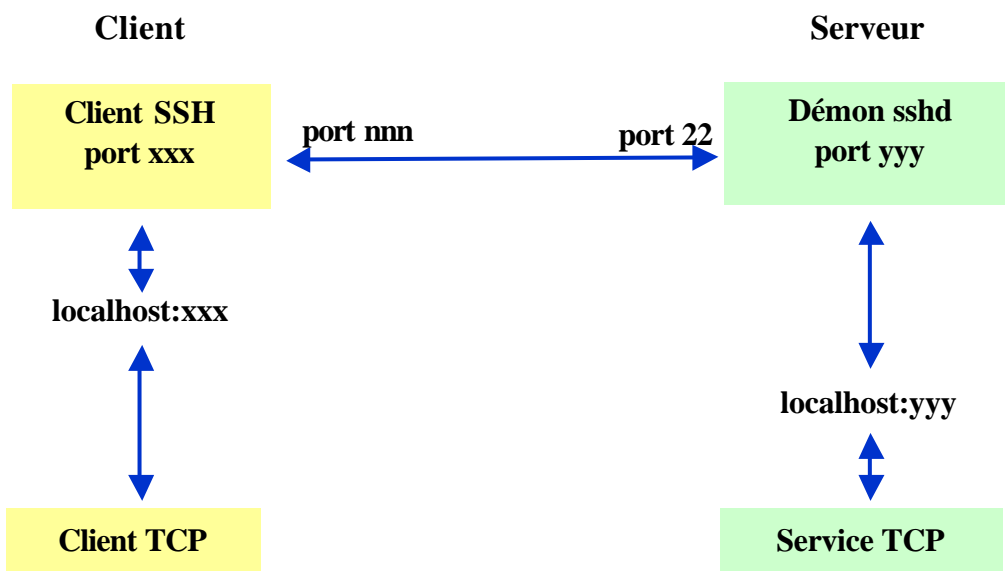 Client
Serveur
Client SSH
port xxx
port nnn
port 22
Démon sshd
port yyy
localhost:xxx
localhost:yyy
Client TCP
Service TCP